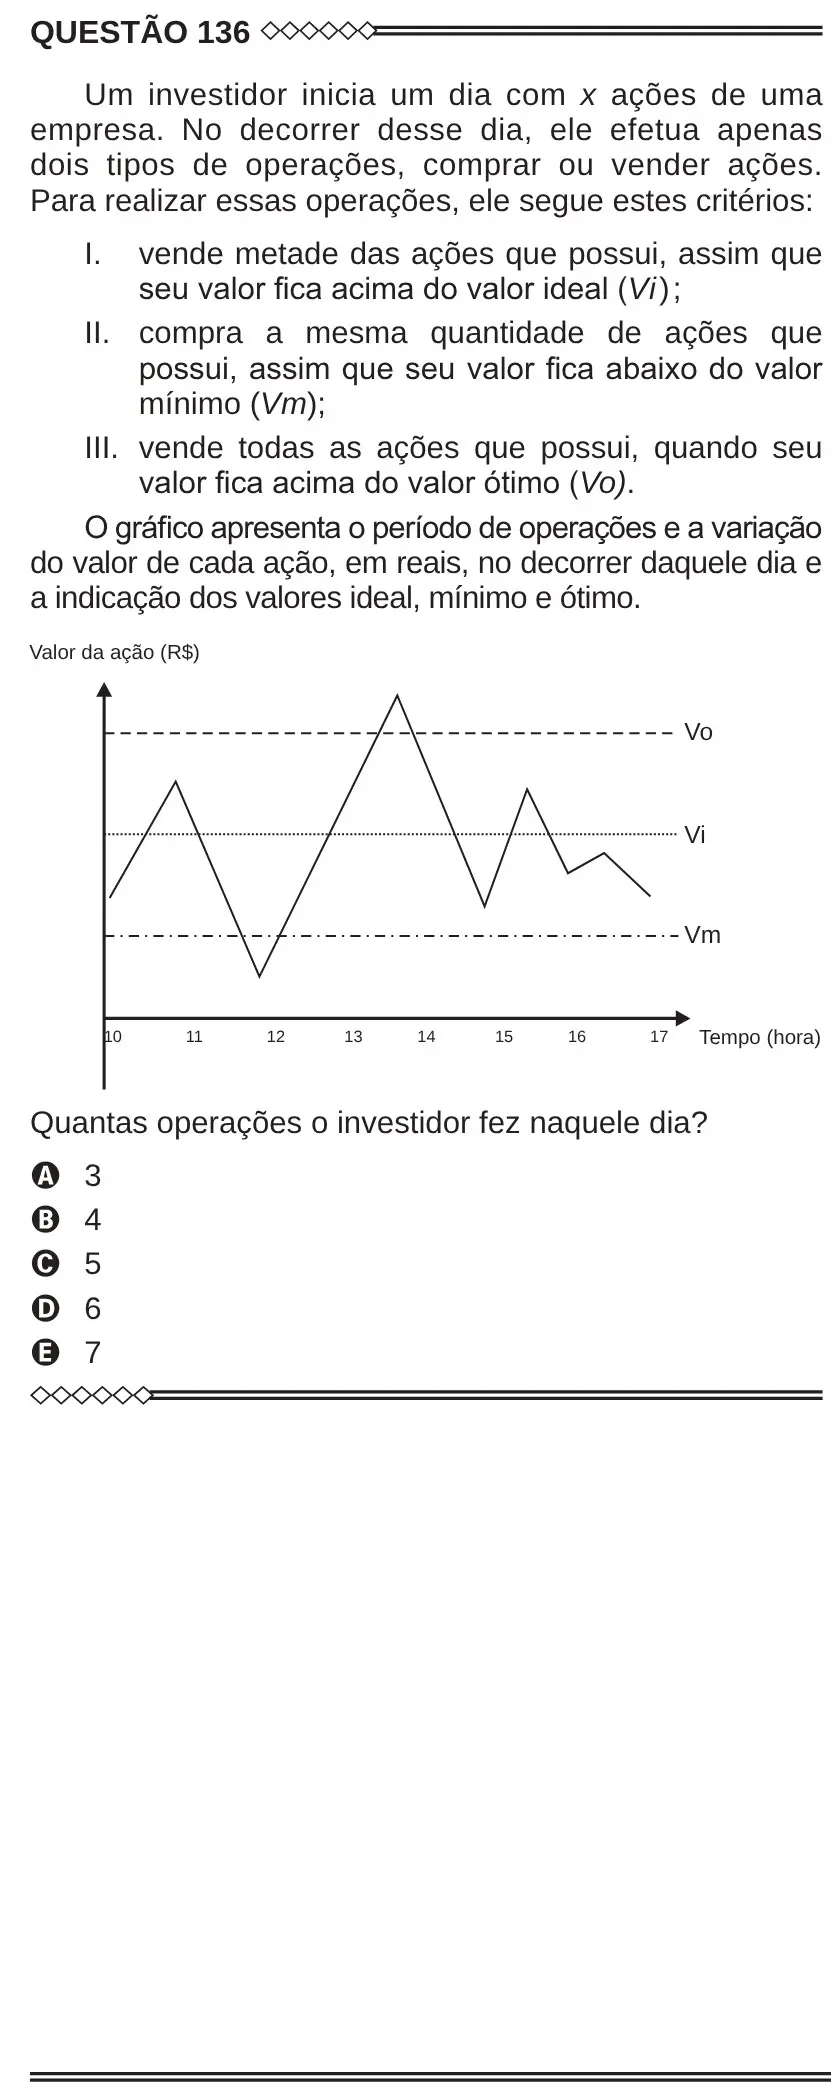 QUESTÃO 136
Um investidor inicia um dia com x ações de uma
empresa. No decorrer desse dia, ele efetua apenas
dois tipos de operações, comprar ou vender ações.
Para realizar essas operações, ele segue estes critérios:
I. vende metade das ações que possui, assim que
seu valor fica acima do valor ideal (Vi);
II. compra a mesma quantidade de ações que
possui, assim que seu valor fica abaixo do valor
mínimo (Vm);
III. vende todas as ações que possui, quando seu
valor fica acima do valor ótimo (Vo).
O gráfico apresenta o período de operações e a variação
do valor de cada ação, em reais, no decorrer daquele dia e
a indicação dos valores ideal, mínimo e ótimo.
Valor da ação (R$)
Vo
Vi
Vm
10 11 12 13 14 15 16 17 Tempo (hora)
Quantas operações o investidor fez naquele dia?
A 3
B 4
C 5
D 6
E 7